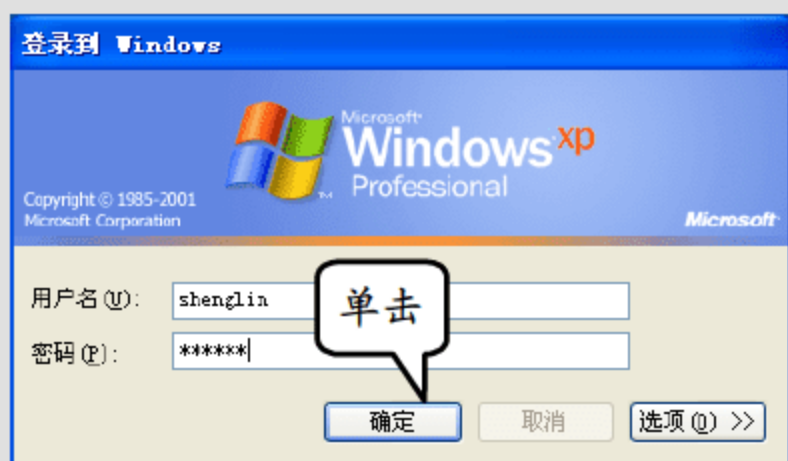 登录到 Windows
Microsoft
Windows xp
Professional
TM
Copyright © 1985-2001
Microsoft Corporation
Microsoft
用户名(U): shenglin
单击
密码(P): ******
确定 取消 选项(O) >>